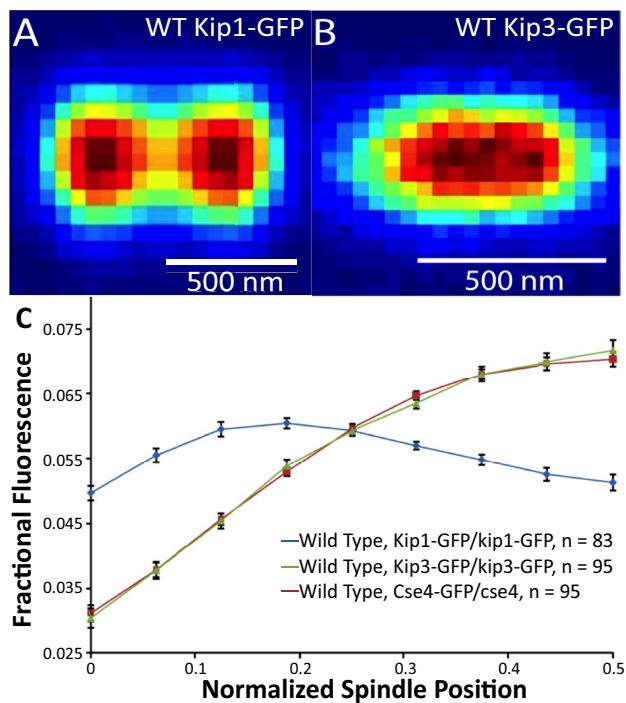 A
WT Kip1-GFP
500 nm
B
WT Kip3-GFP
500 nm
C
0.075
0.065
0.055
0.045
0.035
0.025
Fractional Fluorescence
Wild Type, Kip1-GFP/kip1-GFP, n = 83
Wild Type, Kip3-GFP/kip3-GFP, n = 95
Wild Type, Cse4-GFP/cse4, n = 95
0 0.1 0.2 0.3 0.4 0.5
Normalized Spindle Position